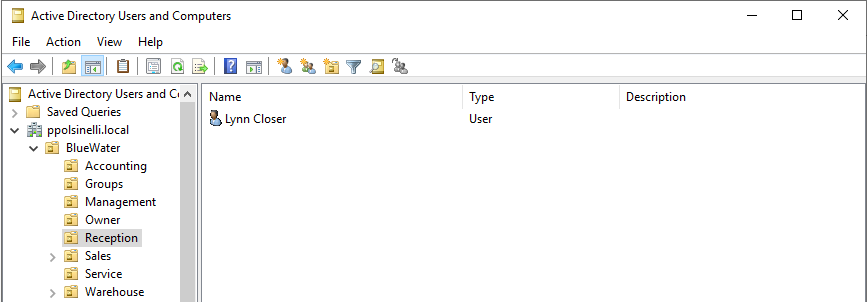 Active Directory Users and Computers
File Action View Help
Active Directory Users and Co
Name Type Description
Saved Queries
Lynn Closer User
ppolsinelli.local
BlueWater
Accounting
Groups
Management
Owner
Reception
Sales
Service
Warehouse